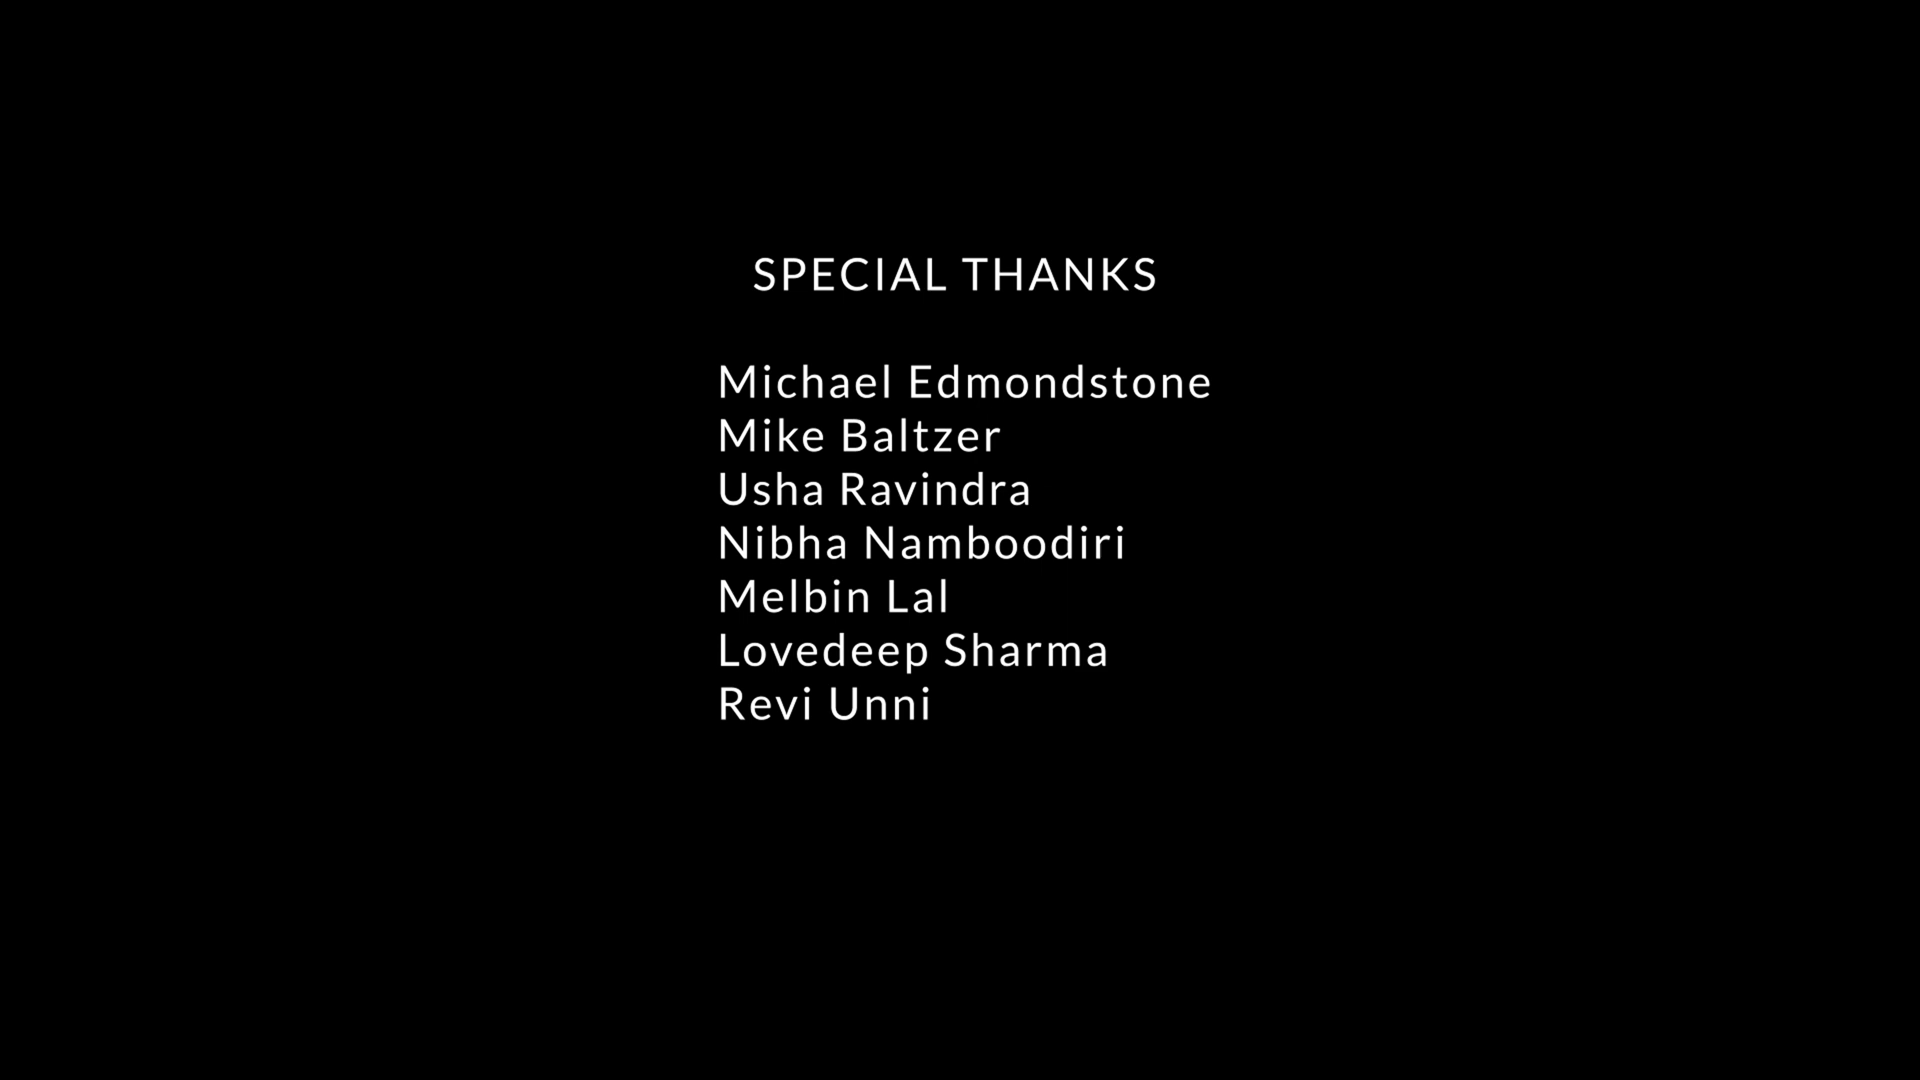 SPECIAL THANKS
Michael Edmondstone
Mike Baltzer
Usha Ravindra
Nibha Namboodiri
Melbin Lal
Lovedeep Sharma
Revi Unni